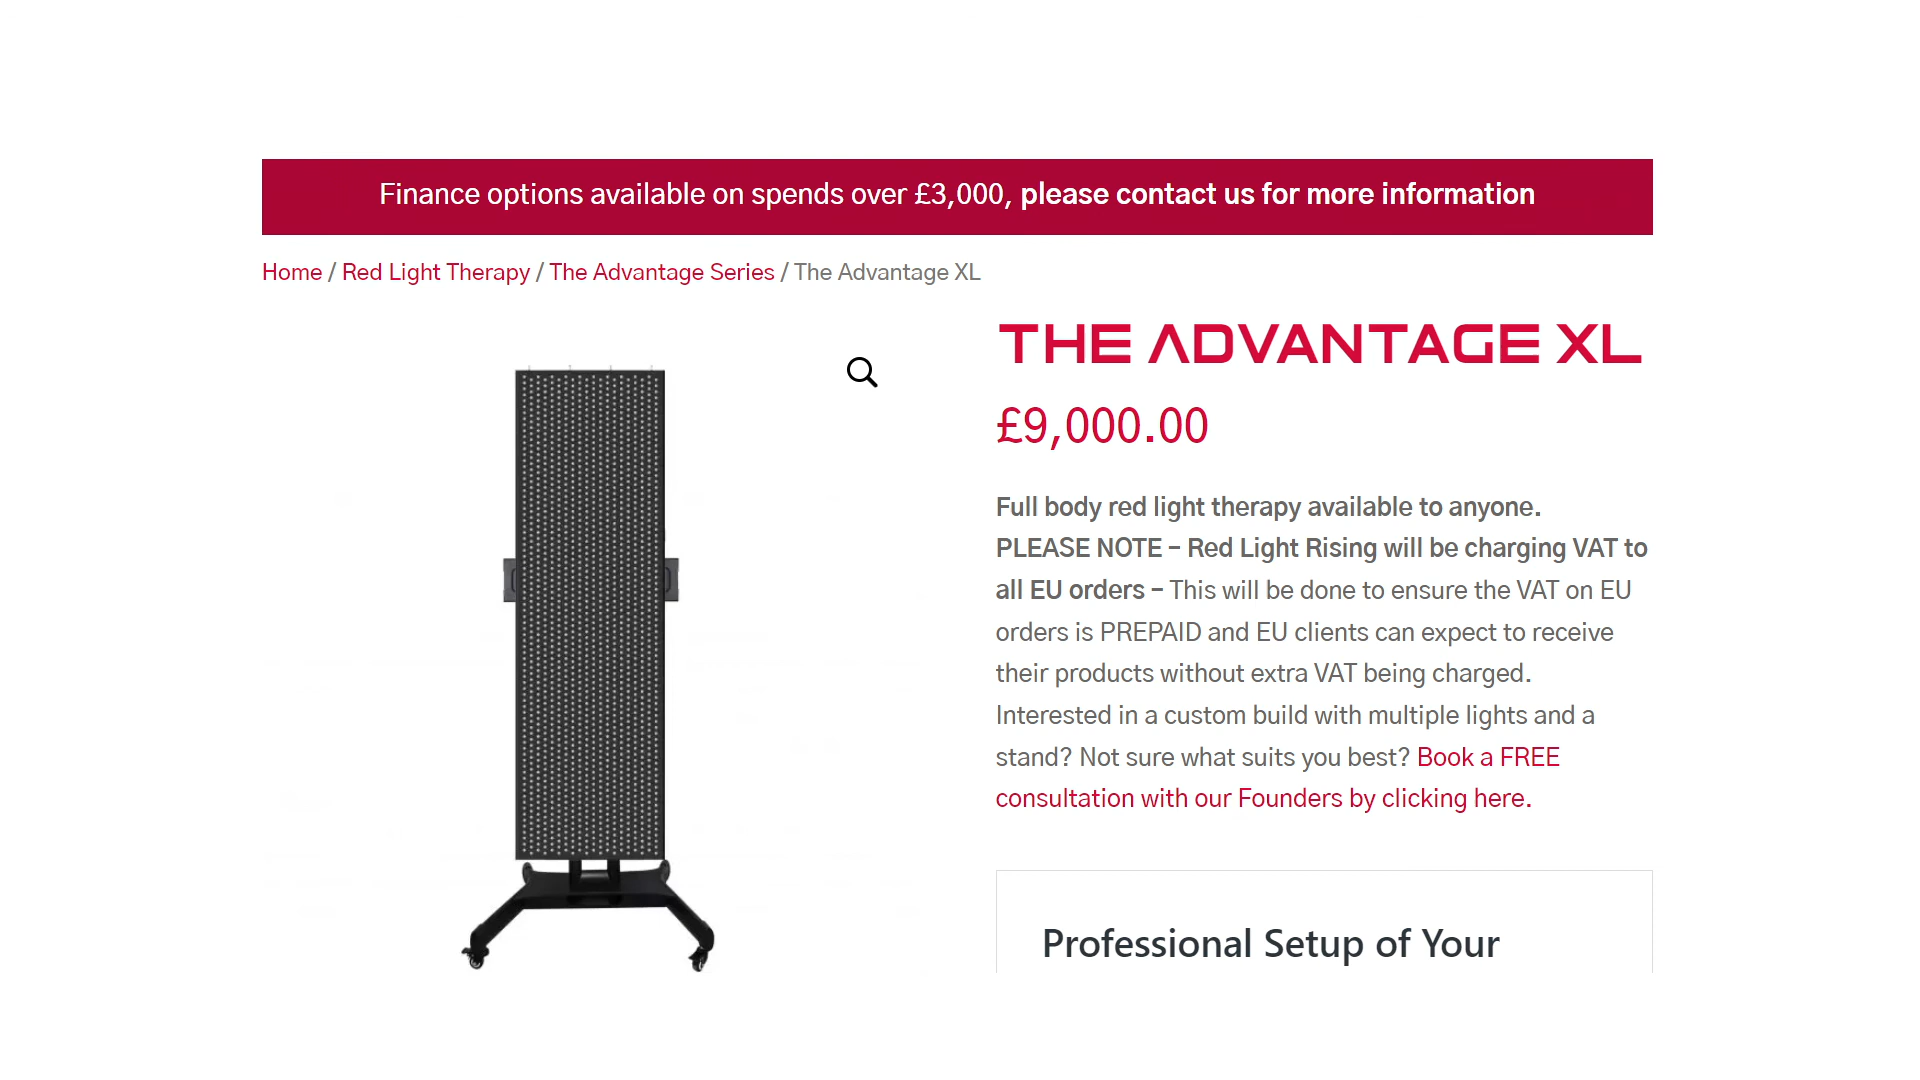 Finance options available on spends over £3,000, please contact us for more information
Home / Red Light Therapy / The Advantage Series / The Advantage XL
THE ADVANTAGE XL
£9,000.00
Full body red light therapy available to anyone.
PLEASE NOTE – Red Light Rising will be charging VAT to
all EU orders – This will be done to ensure the VAT on EU
orders is PREPAID and EU clients can expect to receive
their products without extra VAT being charged.
Interested in a custom build with multiple lights and a
stand? Not sure what suits you best? Book a FREE
consultation with our Founders by clicking here.
Professional Setup of Your